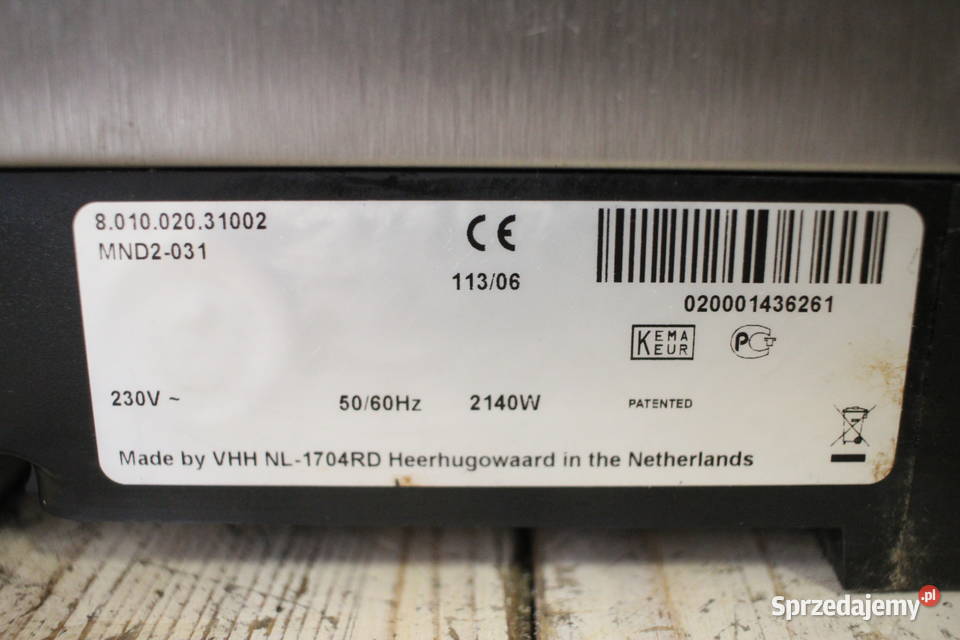 8.010.020.31002
MND2-031
CE
113/06
020001436261
KEMA
KEUR
PC
230V ~
50/60Hz
2140W
PATENTED
Made by VHH NL-1704RD Heerhugowaard in the Netherlands
Sprzedajemy.pl